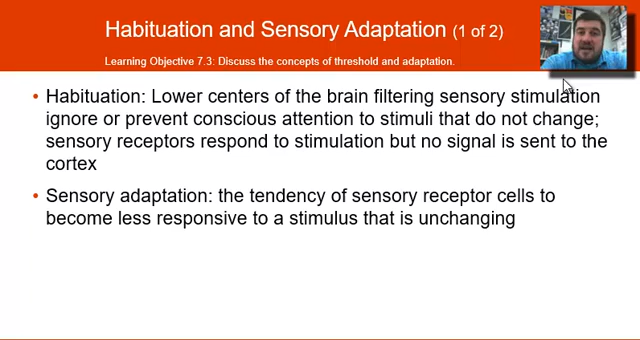 Habituation and Sensory Adaptation (1 of 2)
Learning Objective 7.3: Discuss the concepts of threshold and adaptation.
• Habituation: Lower centers of the brain filtering sensory stimulation
ignore or prevent conscious attention to stimuli that do not change;
sensory receptors respond to stimulation but no signal is sent to the
cortex
• Sensory adaptation: the tendency of sensory receptor cells to
become less responsive to a stimulus that is unchanging